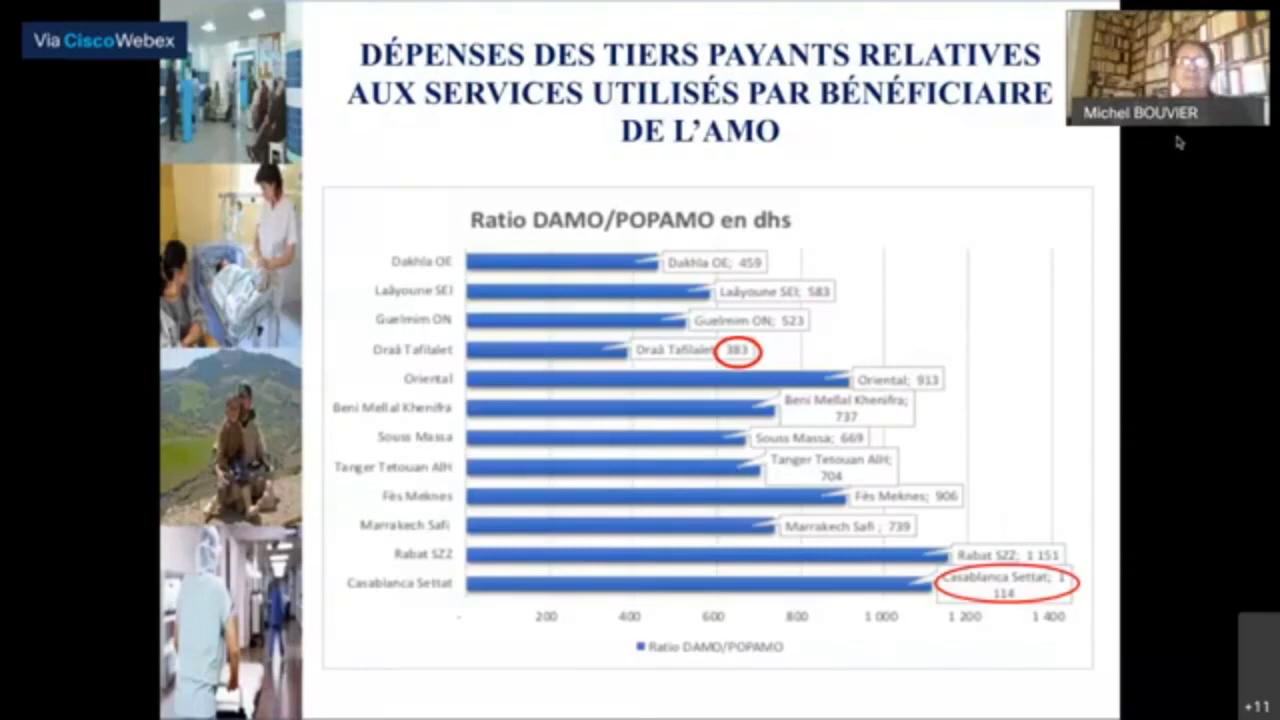 Via Cisco Webex
DÉPENSES DES TIERS PAYANTS RELATIVES
AUX SERVICES UTILISÉS PAR BÉNÉFICIAIRE
DE L'AMO
Michel BOUVIER
Ratio DAMO/POPAMO en dhs
Dakhla OE
Dakhla OE; 459
Laâyoune SEI
Laâyoune SEI; 583
Guelmim ON
Guelmim ON; 523
Draâ Tafilalet
Draâ Tafilalet 383
Oriental
Oriental; 913
Beni Mellal Khenifra
Beni Mellal Khenifra;
737
Souss Massa
Souss Massa; 669
Tanger Tetouan AlH
Tanger Tetouan AlH;
704
Fès Meknes
Fès Meknes; 906
Marrakech Safi
Marrakech Safi ; 739
Rabat SZZ
Rabat SZZ; 1 151
Casablanca Settat
Casablanca Settat; 1
114
- 200 400 600 800 1 000 1 200 1 400
Ratio DAMO/POPAMO
+11